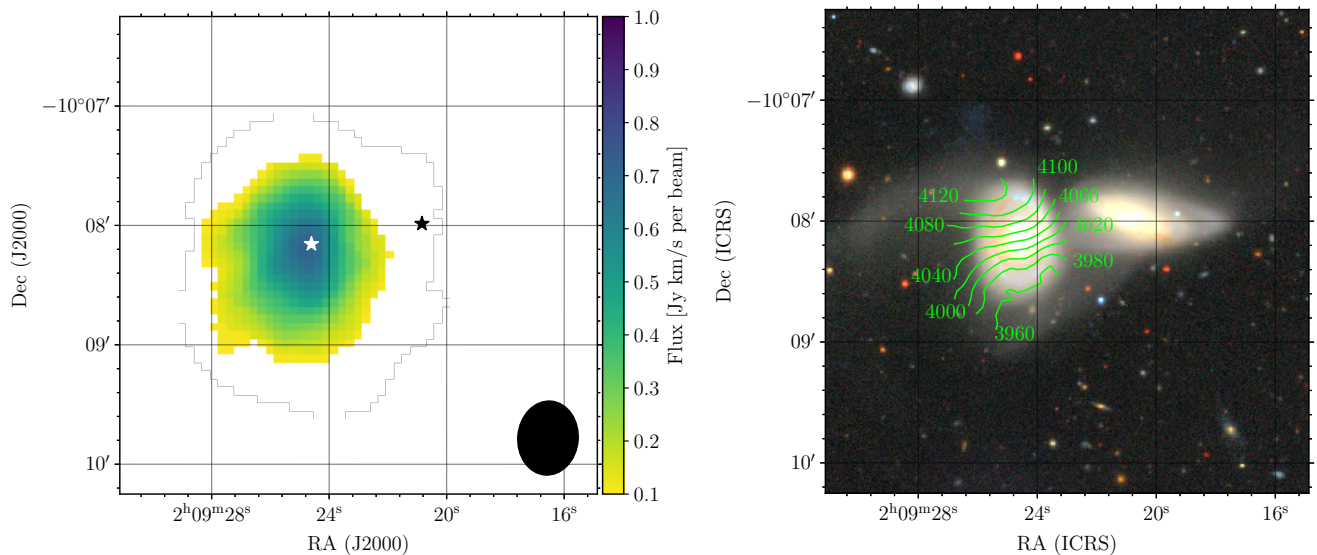 −10°07′
08′
09′
10′
Dec (J2000)
2ʰ09ᵐ28ˢ
24ˢ
20ˢ
16ˢ
RA (J2000)
1.0
0.9
0.8
0.7
0.6
0.5
0.4
0.3
0.2
0.1
Flux [Jy km/s per beam]
−10°07′
08′
09′
10′
Dec (ICRS)
4100
4120
4060
4080
4020
4040
3980
4000
3960
2ʰ09ᵐ28ˢ
24ˢ
20ˢ
16ˢ
RA (ICRS)